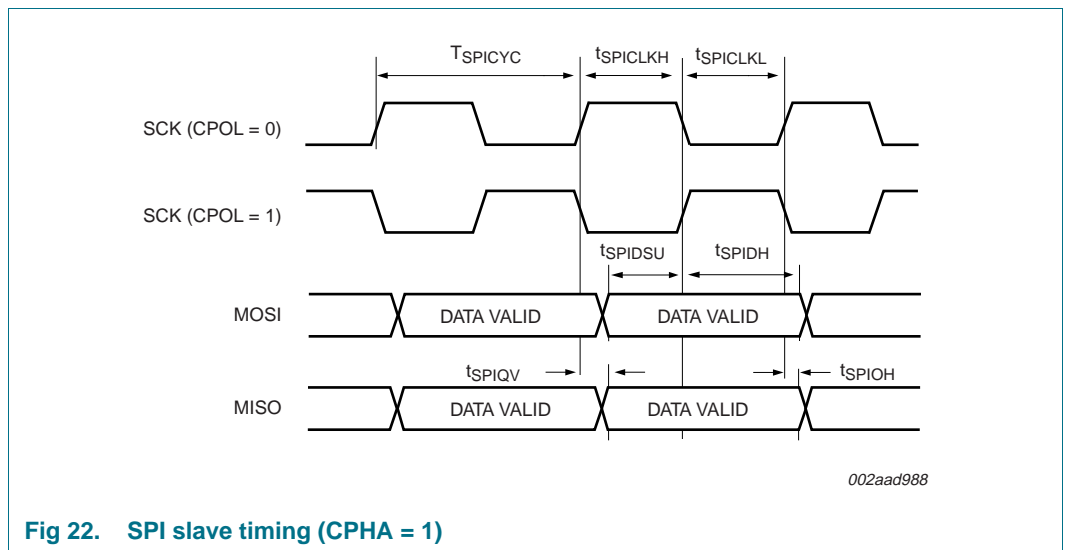 TSPICYC tSPICLKH tSPICLKL
SCK (CPOL = 0)
SCK (CPOL = 1)
tSPIDSU tSPIDH
MOSI DATA VALID DATA VALID
tSPIQV tSPIOH
MISO DATA VALID DATA VALID
002aad988
Fig 22. SPI slave timing (CPHA = 1)